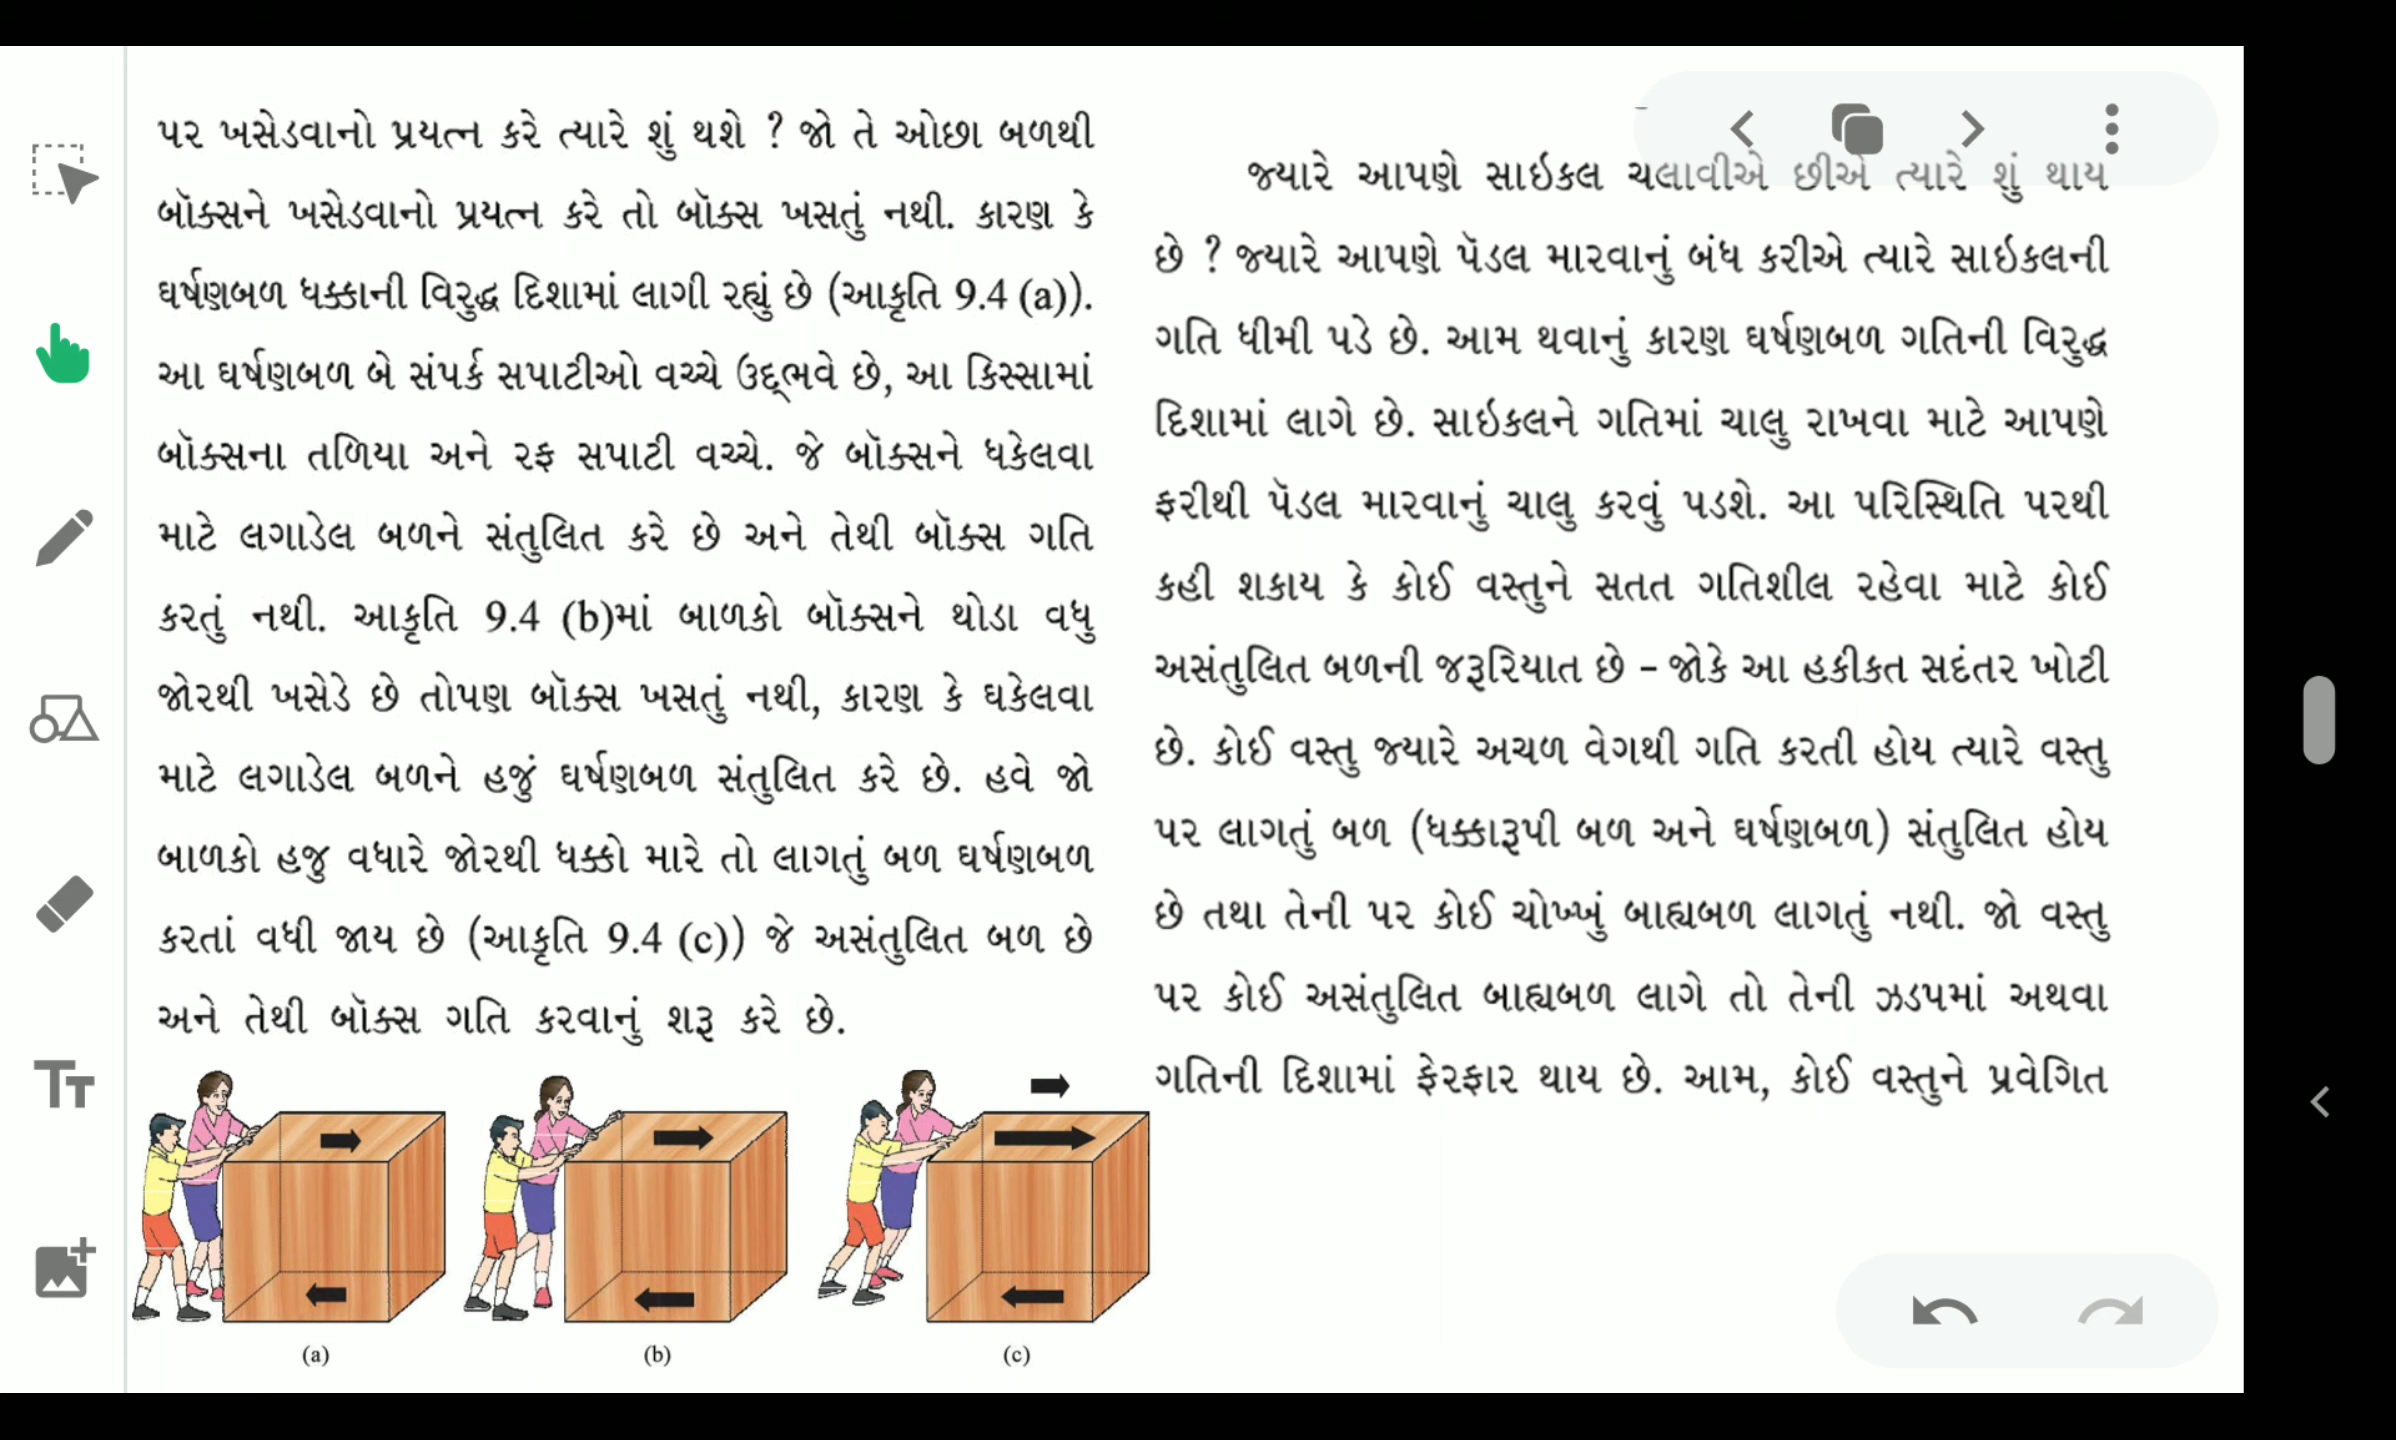 પર ખસેડવાનો પ્રયત્ન કરે ત્યારે શું થશે ? જો તે ઓછા બળથી
બૉક્સને ખસેડવાનો પ્રયત્ન કરે તો બૉક્સ ખસતું નથી. કારણ કે
ઘર્ષણબળ ધક્કાની વિરુદ્ધ દિશામાં લાગી રહ્યું છે (આકૃતિ 9.4 (a)).
આ ઘર્ષણબળ બે સંપર્ક સપાટીઓ વચ્ચે ઉદ્ભવે છે, આ કિસ્સામાં
બૉક્સના તળિયા અને રફ સપાટી વચ્ચે. જે બૉક્સને ધકેલવા
માટે લગાડેલ બળને સંતુલિત કરે છે અને તેથી બૉક્સ ગતિ
કરતું નથી. આકૃતિ 9.4 (b)માં બાળકો બૉક્સને થોડા વધુ
જોરથી ખસેડે છે તોપણ બૉક્સ ખસતું નથી, કારણ કે ઘકેલવા
માટે લગાડેલ બળને હજું ઘર્ષણબળ સંતુલિત કરે છે. હવે જો
બાળકો હજુ વધારે જોરથી ધક્કો મારે તો લાગતું બળ ઘર્ષણબળ
કરતાં વધી જાય છે (આકૃતિ 9.4 (c)) જે અસંતુલિત બળ છે
અને તેથી બૉક્સ ગતિ કરવાનું શરૂ કરે છે.
(a)
(b)
(c)
જ્યારે આપણે સાઇકલ ચલાવીએ છીએ ત્યારે શું થાય
છે ? જ્યારે આપણે પૅડલ મારવાનું બંધ કરીએ ત્યારે સાઇકલની
ગતિ ધીમી પડે છે. આમ થવાનું કારણ ઘર્ષણબળ ગતિની વિરુદ્ધ
દિશામાં લાગે છે. સાઇકલને ગતિમાં ચાલુ રાખવા માટે આપણે
ફરીથી પૅડલ મારવાનું ચાલુ કરવું પડશે. આ પરિસ્થિતિ પરથી
કહી શકાય કે કોઈ વસ્તુને સતત ગતિશીલ રહેવા માટે કોઈ
અસંતુલિત બળની જરૂરિયાત છે – જોકે આ હકીકત સદંતર ખોટી
છે. કોઈ વસ્તુ જ્યારે અચળ વેગથી ગતિ કરતી હોય ત્યારે વસ્તુ
પર લાગતું બળ (ધક્કારૂપી બળ અને ઘર્ષણબળ) સંતુલિત હોય
છે તથા તેની પર કોઈ ચોખ્ખું બાહ્યબળ લાગતું નથી. જો વસ્તુ
પર કોઈ અસંતુલિત બાહ્યબળ લાગે તો તેની ઝડપમાં અથવા
ગતિની દિશામાં ફેરફાર થાય છે. આમ, કોઈ વસ્તુને પ્રવેગિત